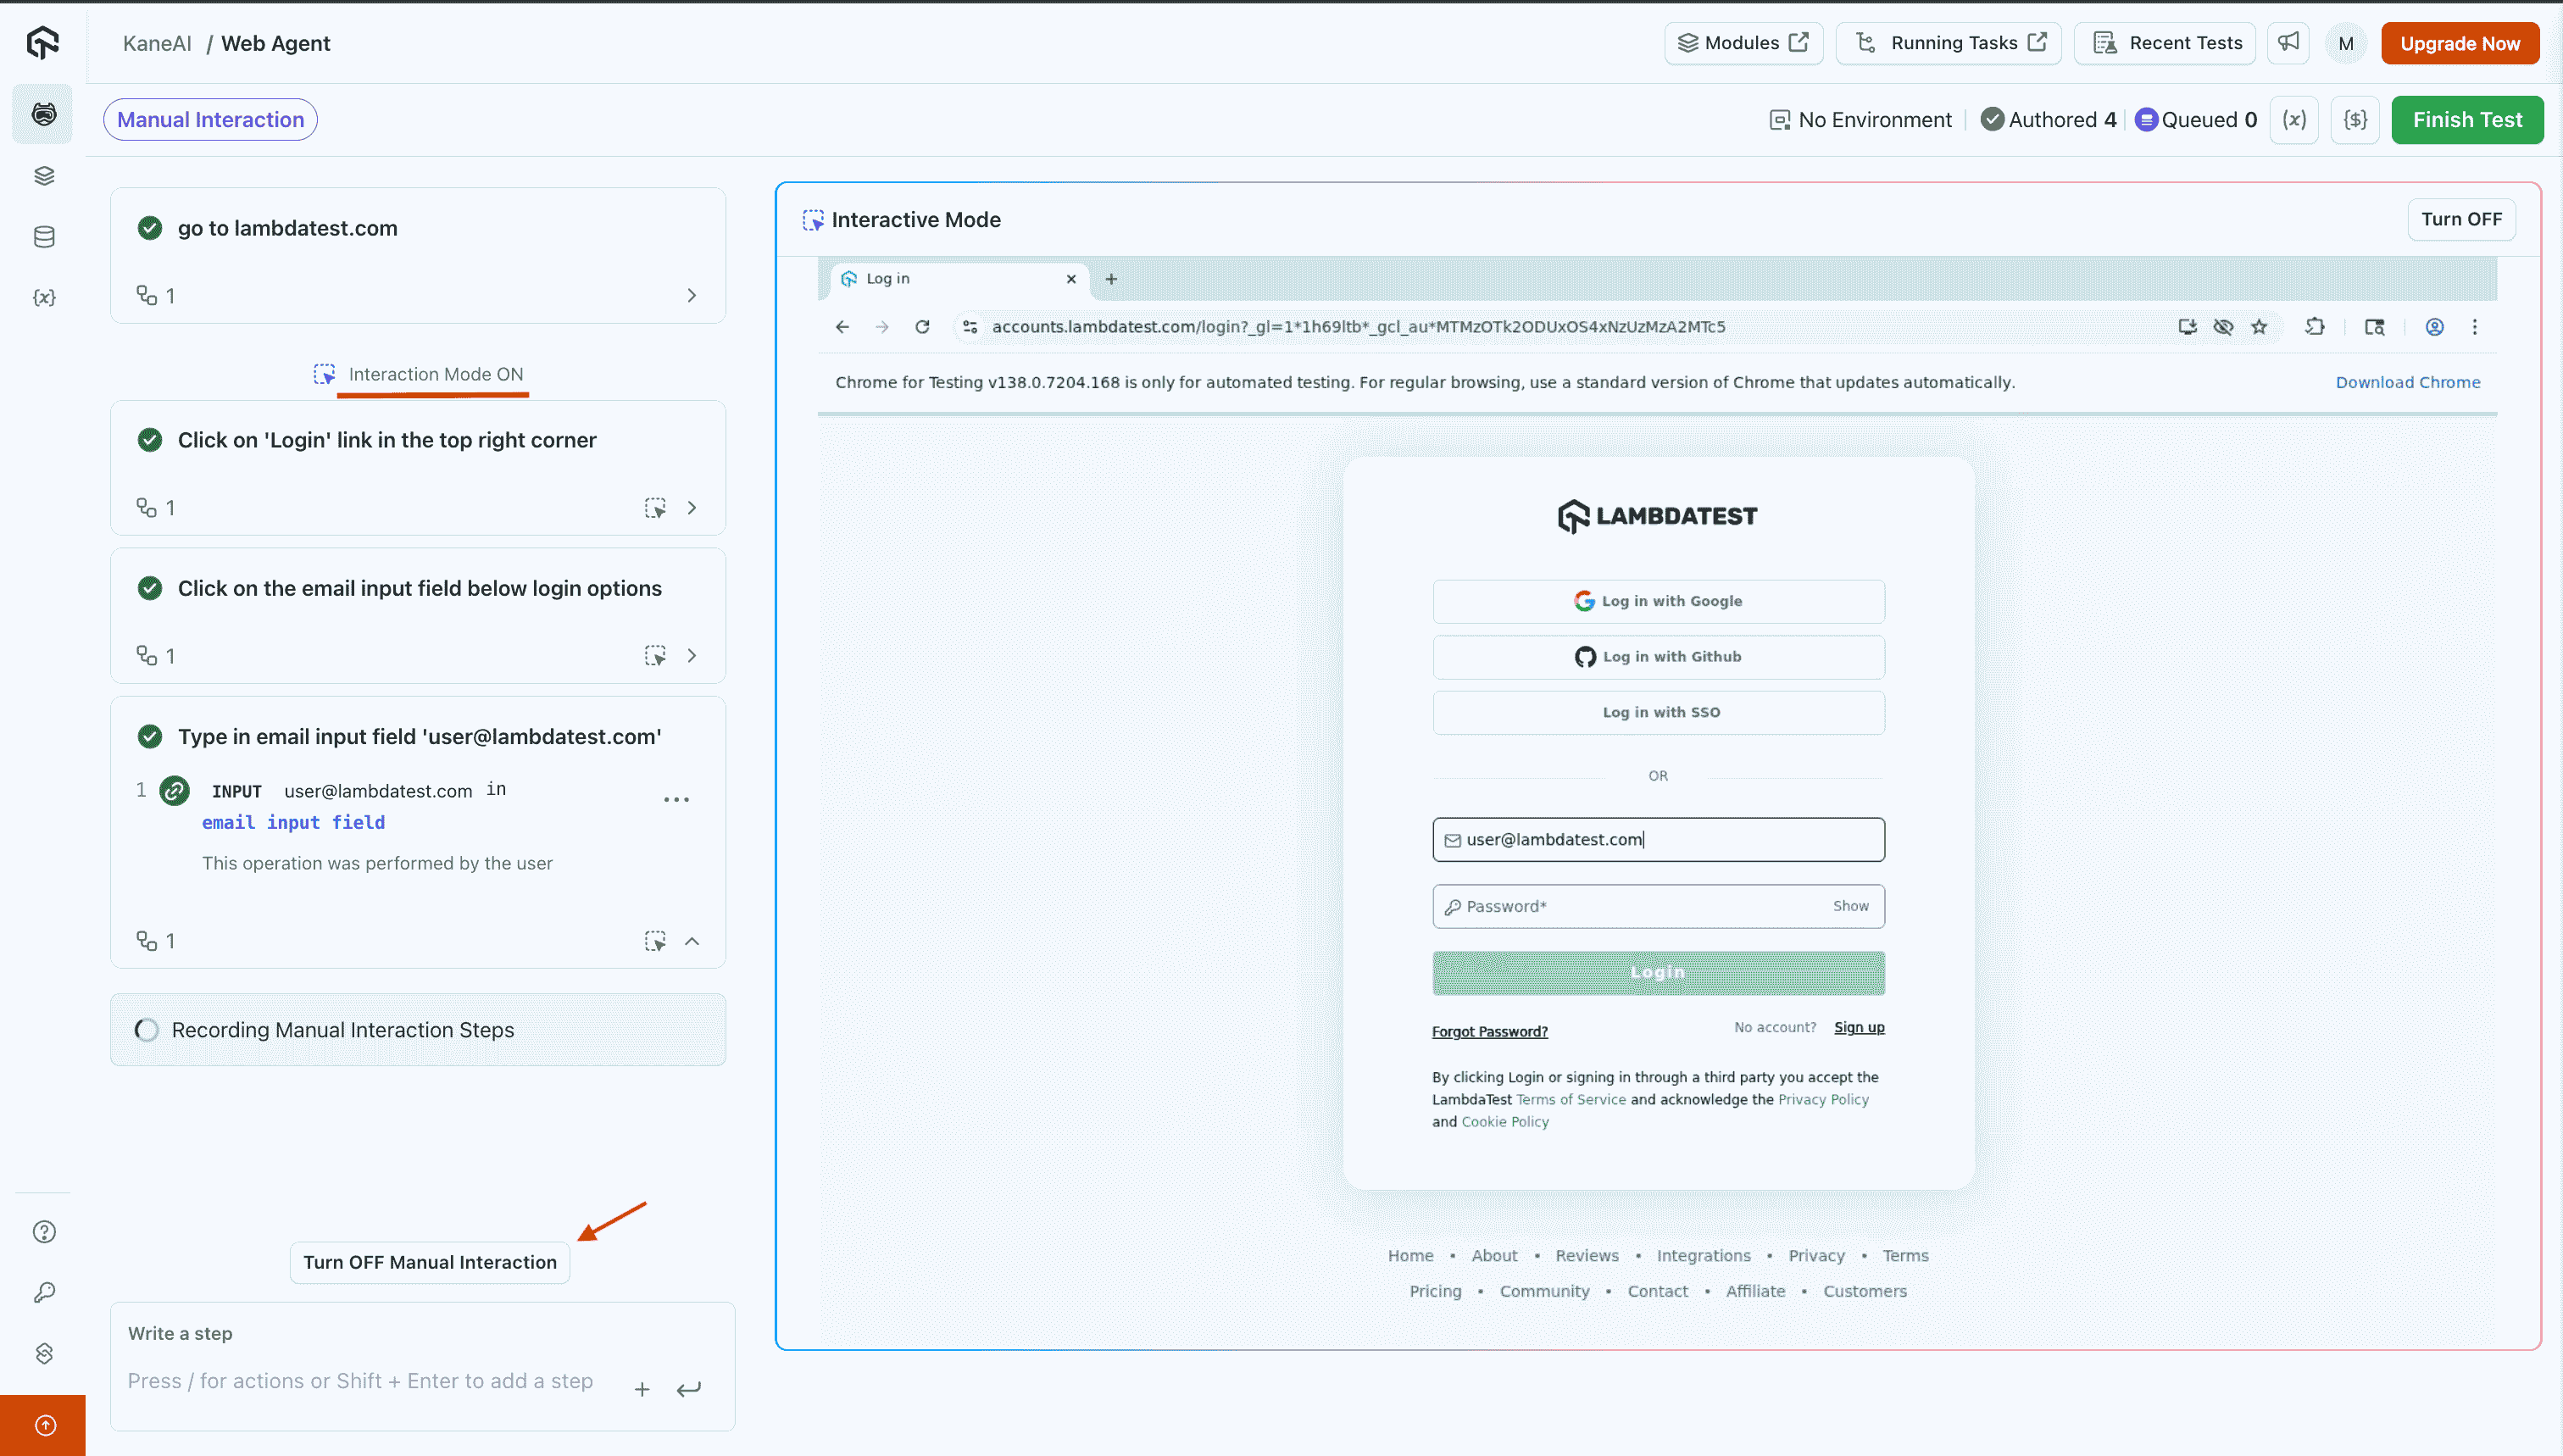 KaneAI / Web Agent
Modules
Running Tasks
Recent Tests
M
Upgrade Now
Manual Interaction
No Environment
Authored 4
Queued 0
(x)
{$}
Finish Test
{x}
go to lambdatest.com
1
Interaction Mode ON
Click on 'Login' link in the top right corner
1
Click on the email input field below login options
1
Type in email input field 'user@lambdatest.com'
1 INPUT user@lambdatest.com in
email input field
This operation was performed by the user
1
Recording Manual Interaction Steps
Turn OFF Manual Interaction
Write a step
Press / for actions or Shift + Enter to add a step
Interactive Mode
Turn OFF
Log in
accounts.lambdatest.com/login?_gl=1*1h69ltb*_gcl_au*MTMzOTk2ODUxOS4xNzUzMzA2MTc5
Chrome for Testing v138.0.7204.168 is only for automated testing. For regular browsing, use a standard version of Chrome that updates automatically.
Download Chrome
LAMBDATEST
Log in with Google
Log in with Github
Log in with SSO
OR
user@lambdatest.com
Password*
Show
Login
Forgot Password?
No account? Sign up
By clicking Login or signing in through a third party you accept the
LambdaTest Terms of Service and acknowledge the Privacy Policy
and Cookie Policy
Home • About • Reviews • Integrations • Privacy • Terms
Pricing • Community • Contact • Affiliate • Customers